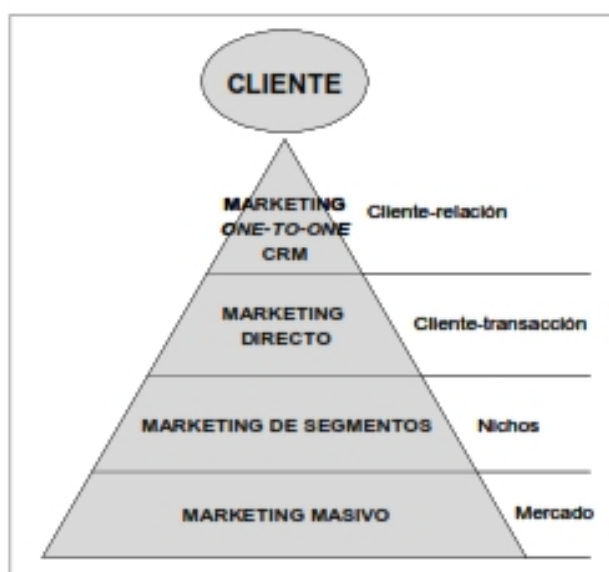 CLIENTE
MARKETING
ONE-TO-ONE
CRM
Cliente-relación
MARKETING
DIRECTO
Cliente-transacción
MARKETING DE SEGMENTOS
Nichos
MARKETING MASIVO
Mercado